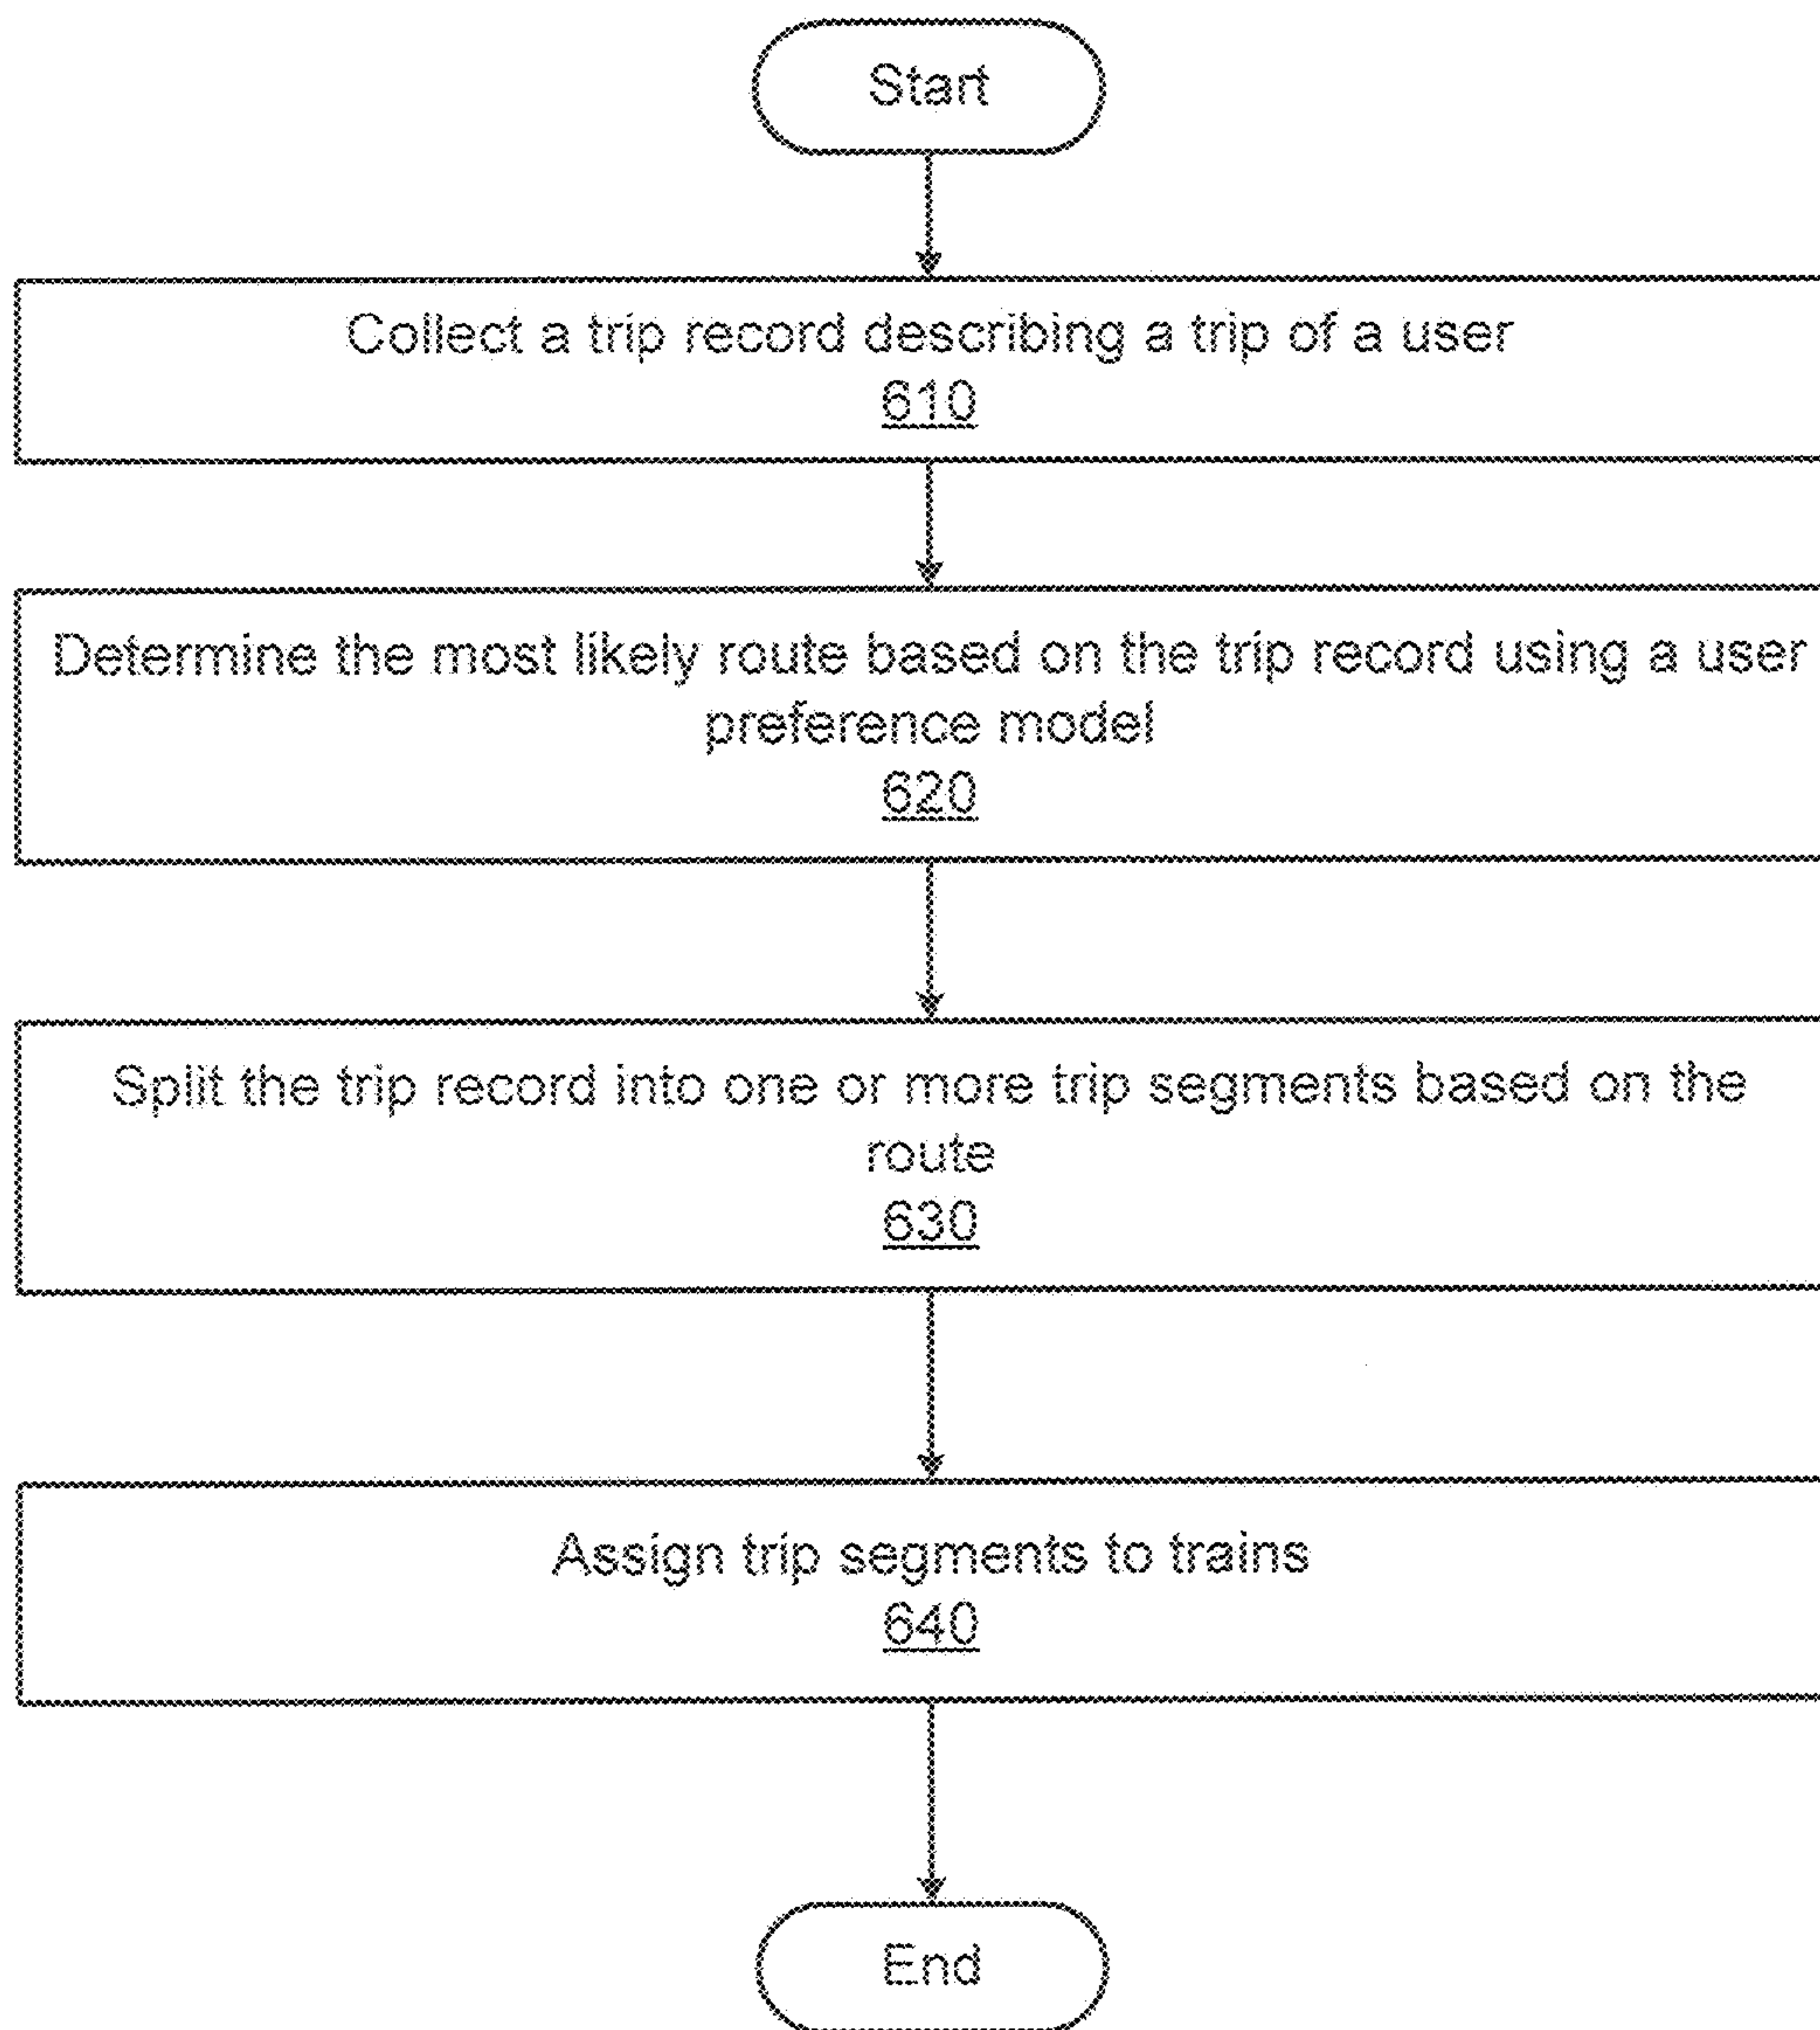 Start
Collect a trip record describing a trip of a user
610
Determine the most likely route based on the trip record using a user
preference model
620
Split the trip record into one or more trip segments based on the
route
630
Assign trip segments to trains
640
End